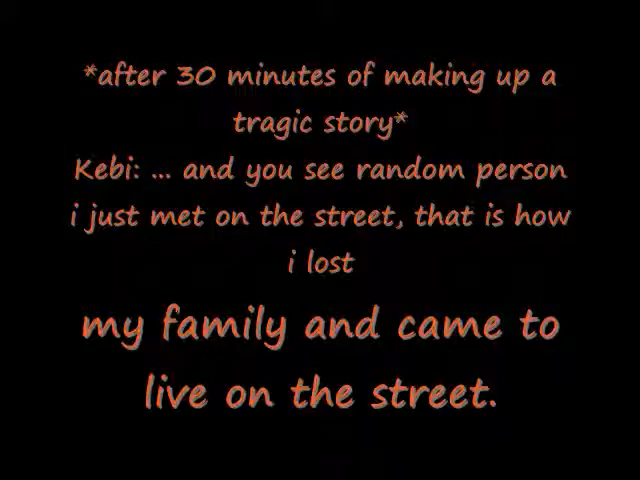 *after 30 minutes of making up a
tragic story*
Kebi: ... and you see random person
i just met on the street, that is how
i lost
my family and came to
live on the street.